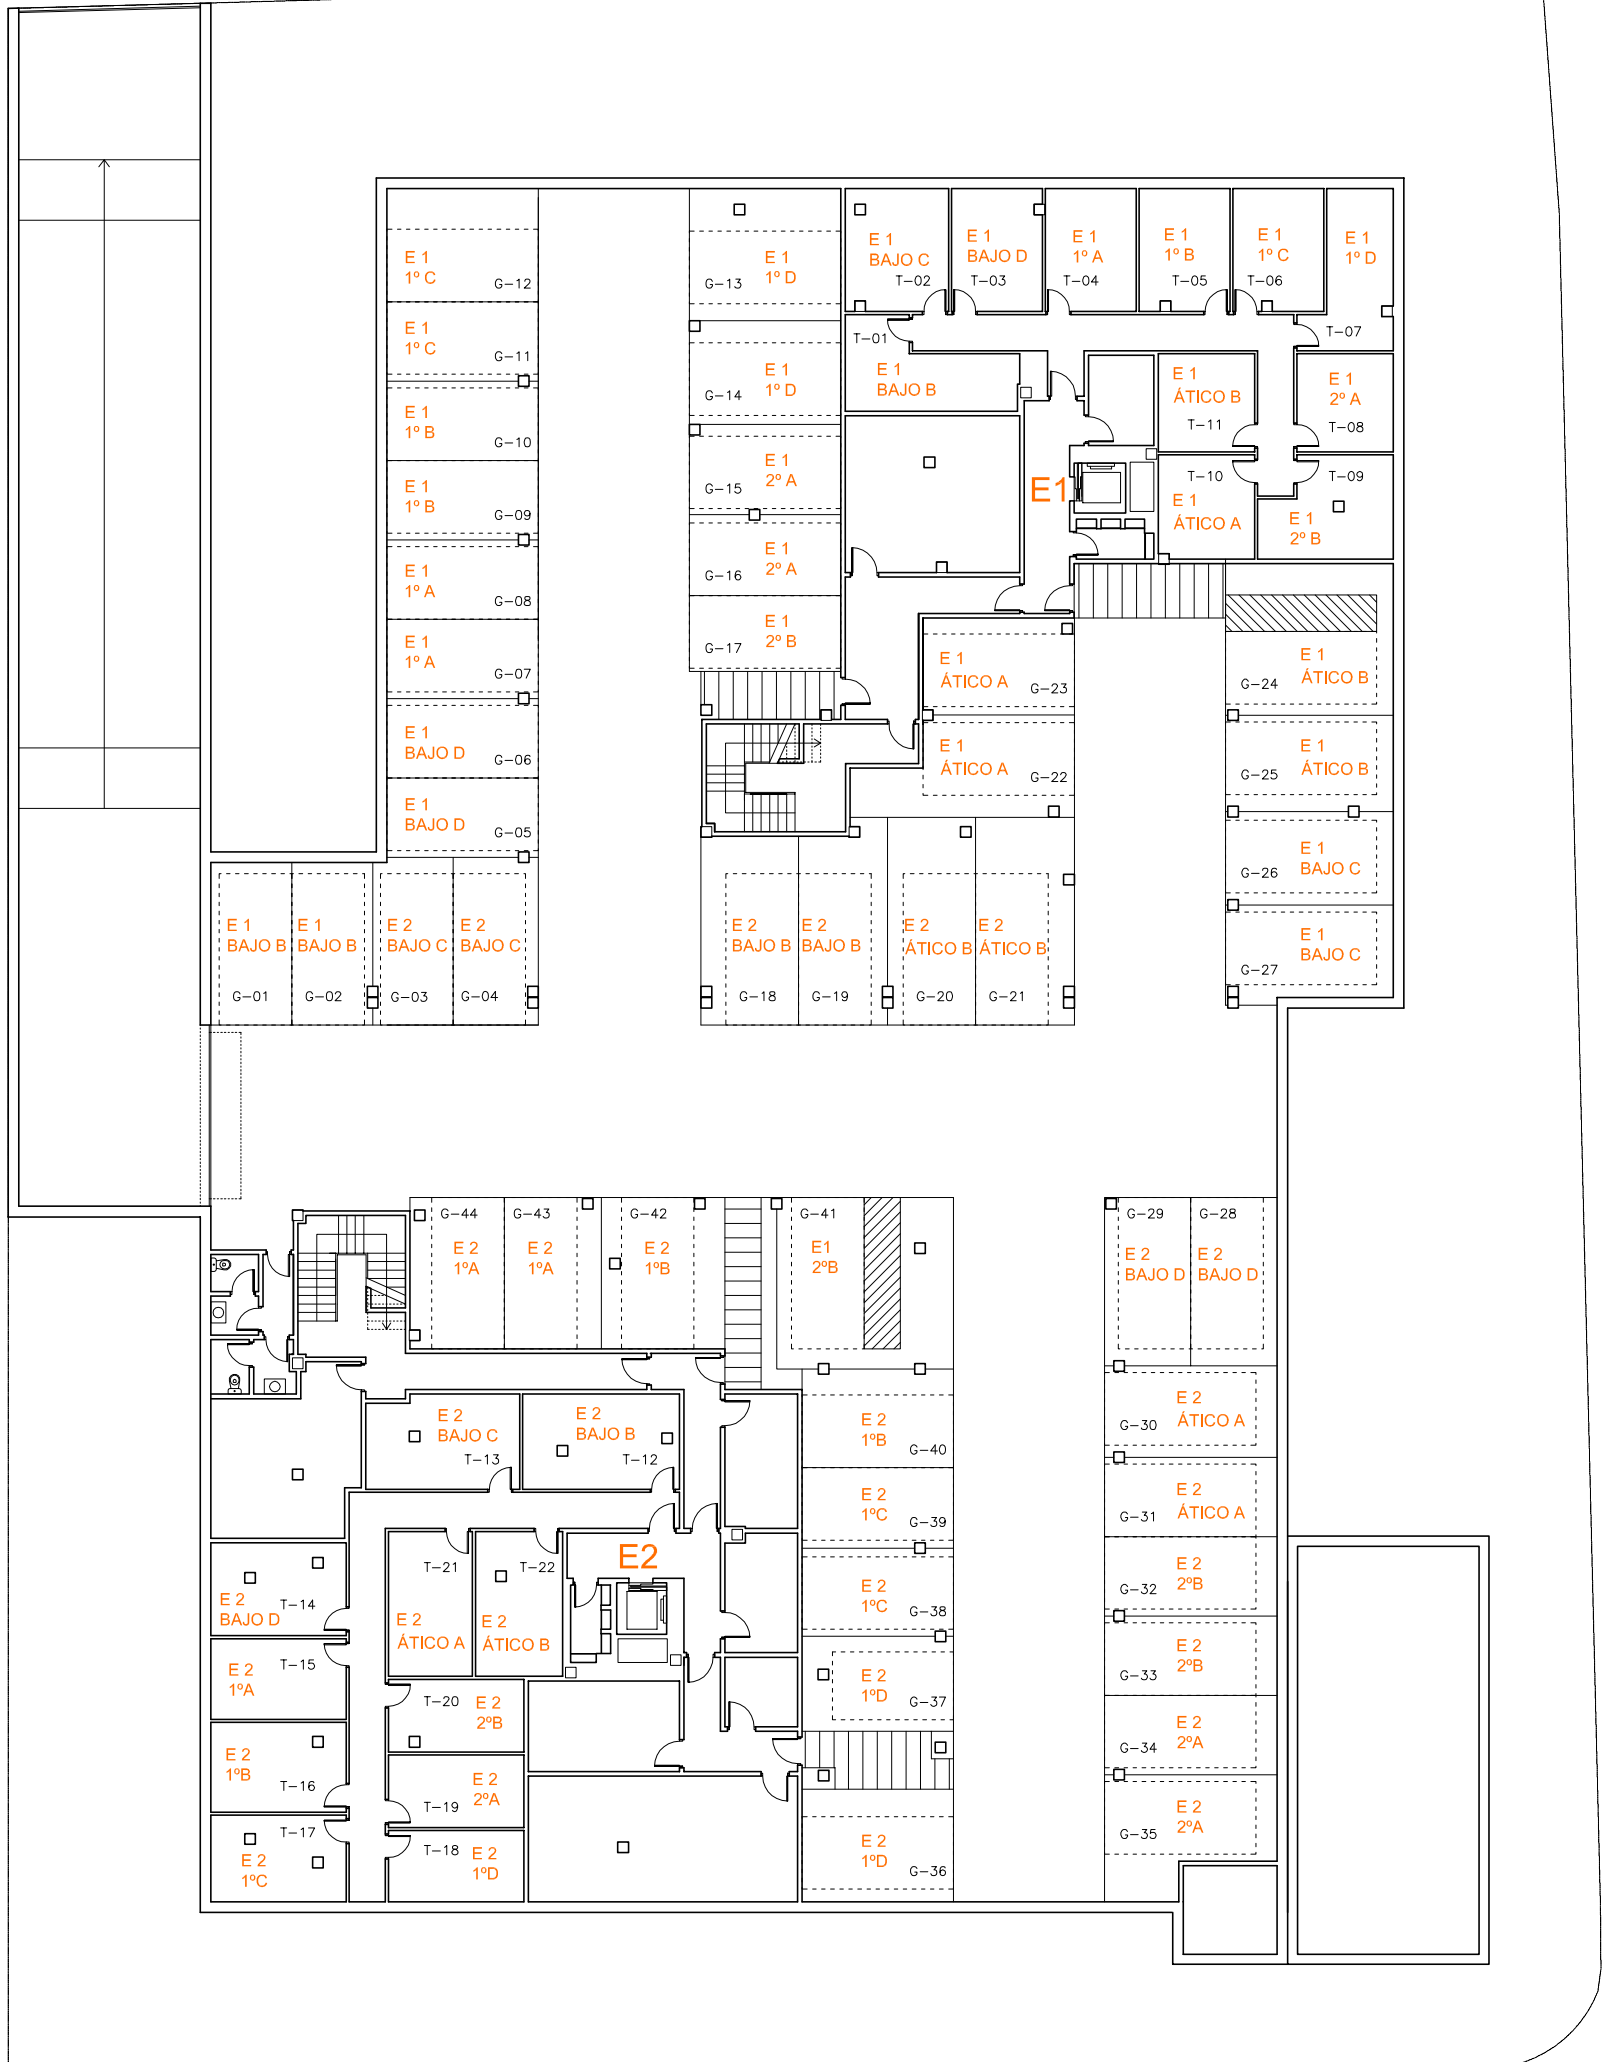 E 1
1º C
G-12
E 1
1º C
G-11
E 1
1º B
G-10
E 1
1º B
G-09
E 1
1º A
G-08
E 1
1º A
G-07
E 1
BAJO D
G-06
E 1
BAJO D
G-05
E 1
BAJO B
G-01
E 1
BAJO B
G-02
E 2
BAJO C
G-03
E 2
BAJO C
G-04
E 1
1º D
G-13
E 1
1º D
G-14
E 1
2º A
G-15
E 1
2º A
G-16
E 1
2º B
G-17
E 1
BAJO C
T-02
E 1
BAJO D
T-03
E 1
1º A
T-04
E 1
1º B
T-05
E 1
1º C
T-06
E 1
1º D
T-07
T-01
E 1
BAJO B
E 1
ÁTICO B
T-11
E 1
2º A
T-08
T-10
E 1
ÁTICO A
T-09
E 1
2º B
E1
E 1
ÁTICO A
G-23
E 1
ÁTICO A
G-22
E 1
ÁTICO B
G-24
E 1
ÁTICO B
G-25
E 1
BAJO C
G-26
E 1
BAJO C
G-27
E 2
BAJO B
G-18
E 2
BAJO B
G-19
E 2
ÁTICO B
G-20
E 2
ÁTICO B
G-21
G-44
E 2
1ºA
G-43
E 2
1ºA
G-42
E 2
1ºB
G-41
E1
2ºB
G-29
E 2
BAJO D
G-28
E 2
BAJO D
E 2
BAJO C
T-13
E 2
BAJO B
T-12
E 2
1ºB
G-40
E 2
1ºC
G-39
E 2
1ºC
G-38
E 2
1ºD
G-37
E 2
1ºD
G-36
E 2
ÁTICO A
G-30
E 2
ÁTICO A
G-31
E 2
2ºB
G-32
E 2
2ºB
G-33
E 2
2ºA
G-34
E 2
2ºA
G-35
E2
T-21
E 2
ÁTICO A
T-22
E 2
ÁTICO B
T-14
E 2
BAJO D
T-15
E 2
1ºA
E 2
1ºB
T-16
T-17
E 2
1ºC
T-20
E 2
2ºB
T-19
E 2
2ºA
T-18
E 2
1ºD